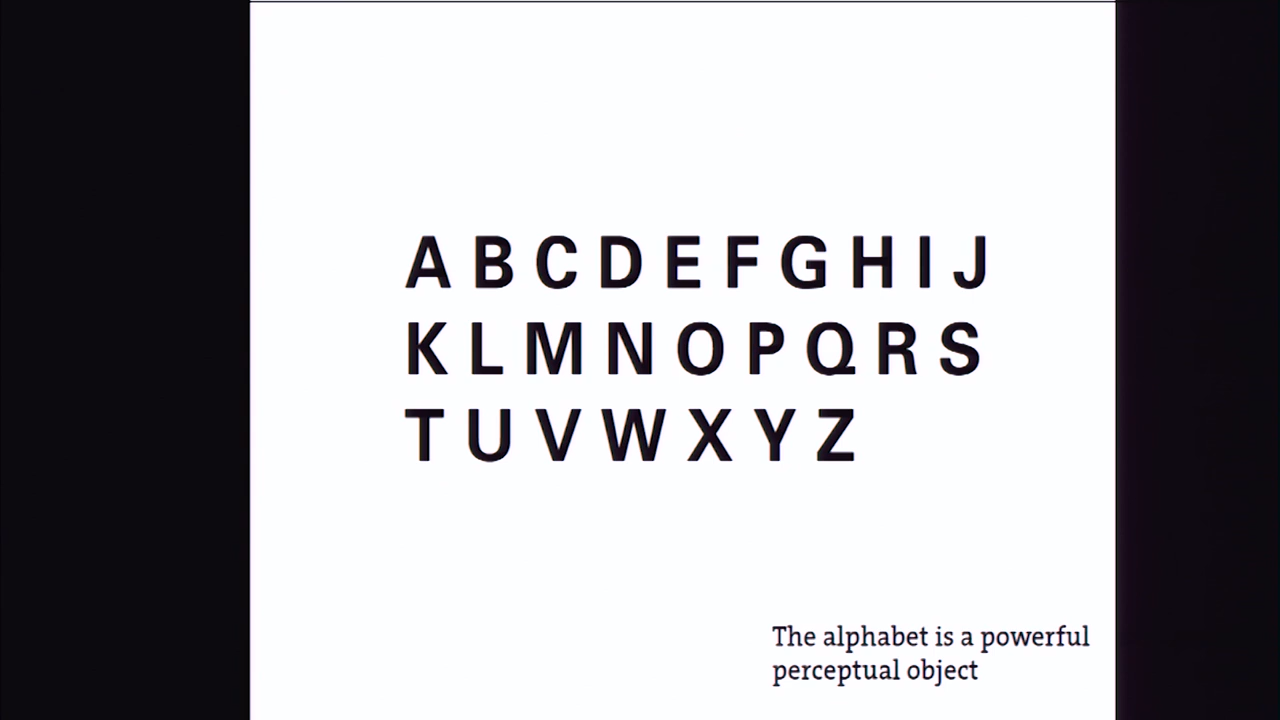 A B C D E F G H I J
K L M N O P Q R S
T U V W X Y Z
The alphabet is a powerful
perceptual object